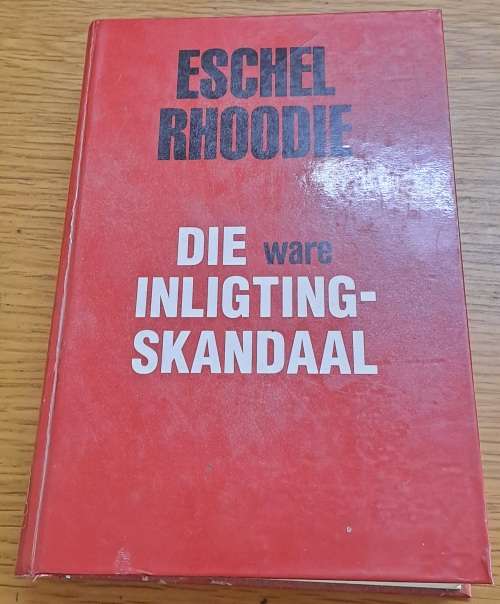 ESCHEL
RHOODIE
DIE ware
INLIGTING-
SKANDAAL